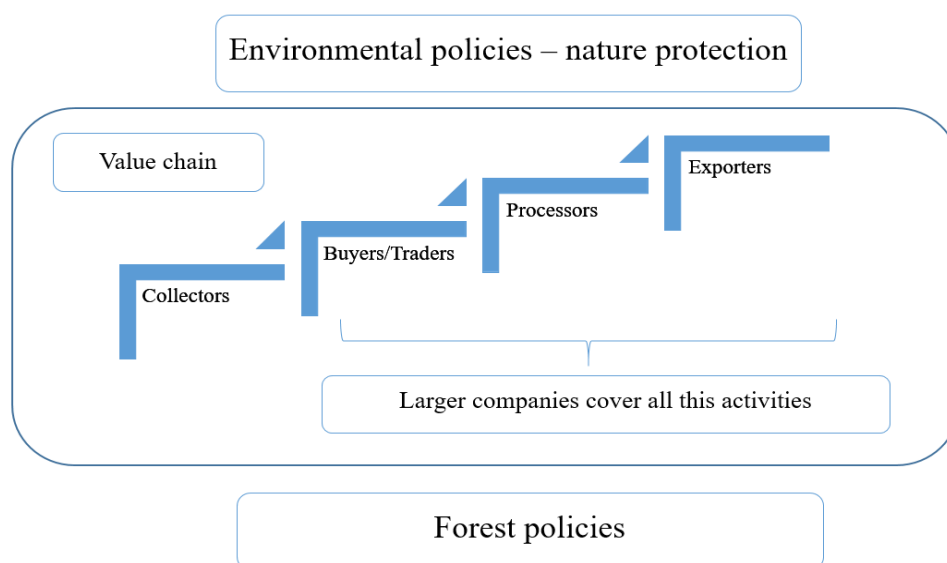 Environmental policies – nature protection
Value chain
Collectors
Buyers/Traders
Processors
Exporters
Larger companies cover all this activities
Forest policies